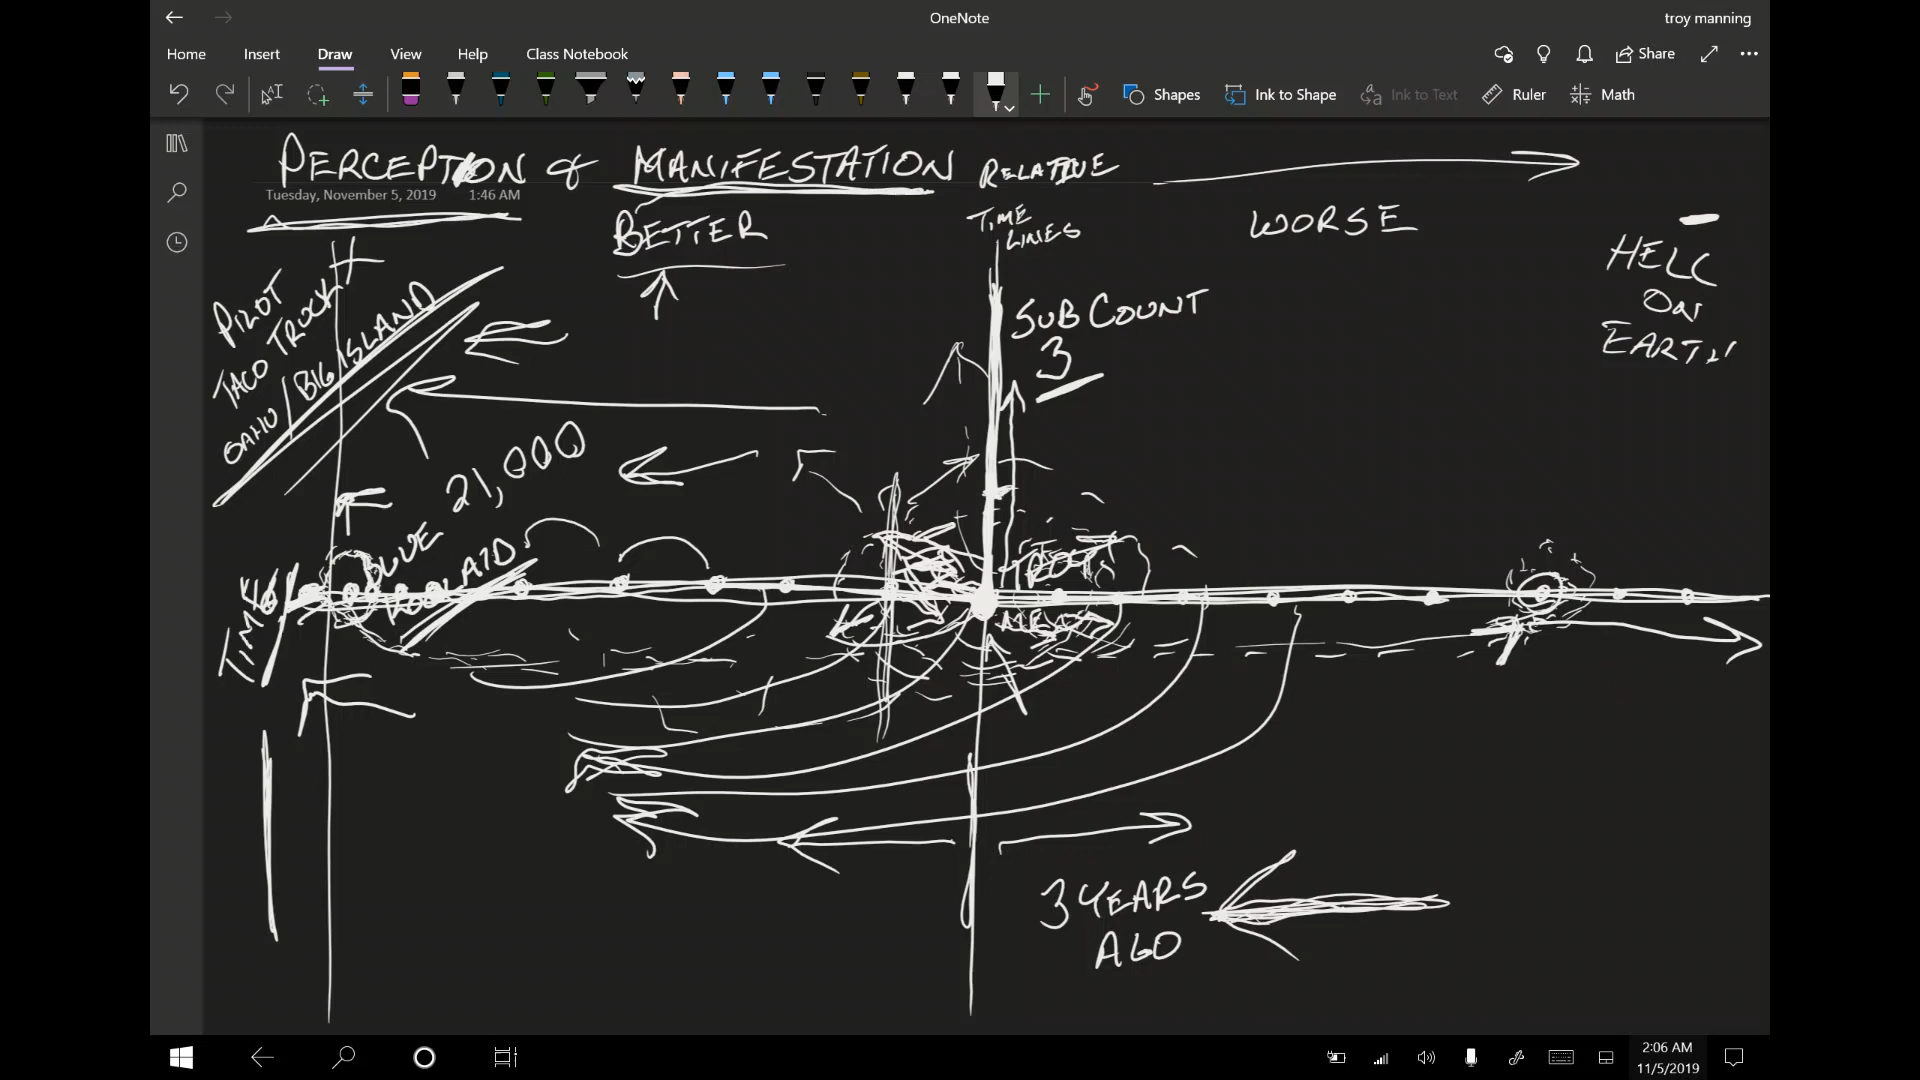 OneNote
troy manning
Home Insert Draw View Help Class Notebook
Share
Shapes Ink to Shape Ink to Text Ruler Math
PERCEPTION & MANIFESTATION RELATIVE
Tuesday, November 5, 2019 1:46 AM
TIME
LINES
BETTER
WORSE
HELL
ON
EARTH
PILOT
TACO TRUCK
OAHU / BIG ISLAND
SUB COUNT
3
21,000
BLUE
KOOLAID
TIME
3 YEARS
AGO
2:06 AM
11/5/2019